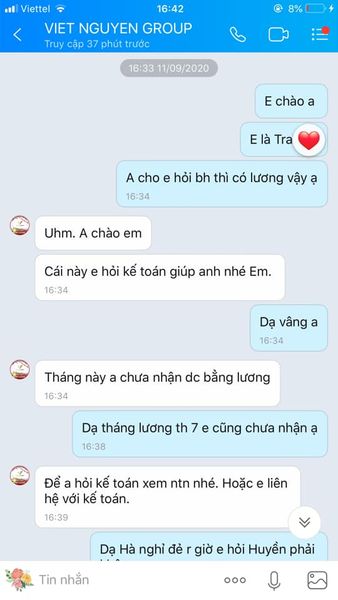 Viettel 16:42 8%
VIET NGUYEN GROUP
Truy cập 37 phút trước
16:33 11/09/2020
E chào a
E là Tra
A cho e hỏi bh thì có lương vậy ạ
16:34
Uhm. A chào em
Cái này e hỏi kế toán giúp anh nhé Em.
16:34
Dạ vâng a
16:34
Tháng này a chưa nhận dc bằng lương
16:34
Dạ tháng lương th 7 e cũng chưa nhận ạ
16:38
Để a hỏi kế toán xem ntn nhé. Hoặc e liên
hệ với kế toán.
16:39
Dạ Hà nghỉ đẻ r giờ e hỏi Huyền phải
Tin nhắn